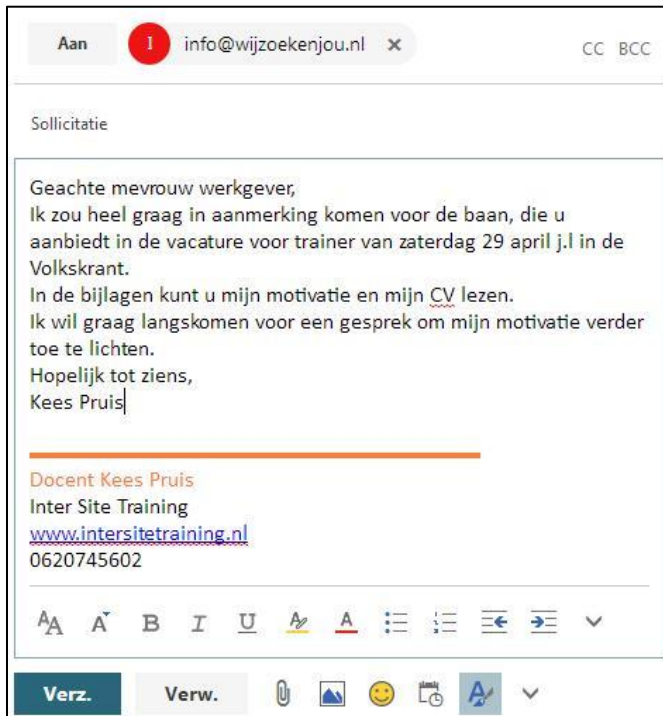 Aan I info@wijzoekenjou.nl × CC BCC
Sollicitatie
Geachte mevrouw werkgever,
Ik zou heel graag in aanmerking komen voor de baan, die u
aanbiedt in de vacature voor trainer van zaterdag 29 april j.l in de
Volkskrant.
In de bijlagen kunt u mijn motivatie en mijn CV lezen.
Ik wil graag langskomen voor een gesprek om mijn motivatie verder
toe te lichten.
Hopelijk tot ziens,
Kees Pruis
Docent Kees Pruis
Inter Site Training
www.intersitetraining.nl
0620745602
AA A B I U A A
Verz. Verw.